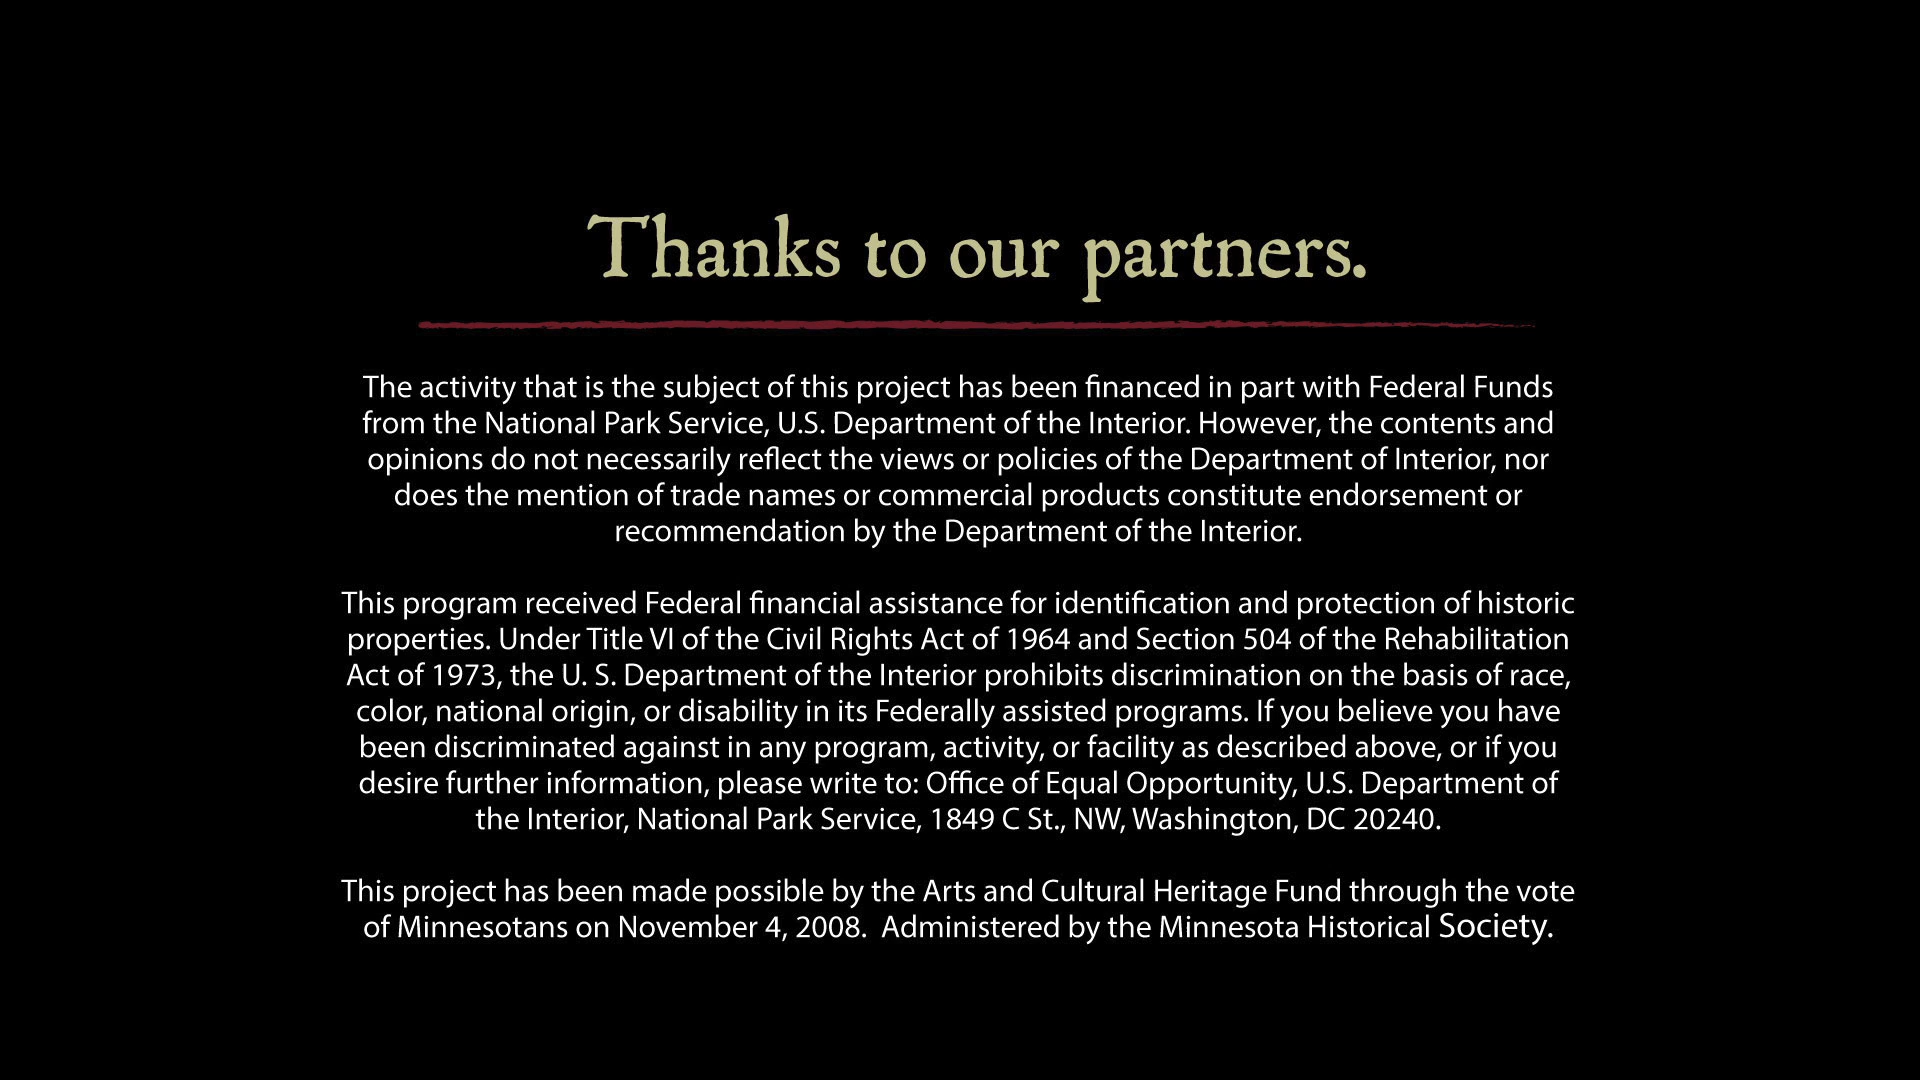 Thanks to our partners.
The activity that is the subject of this project has been financed in part with Federal Funds
from the National Park Service, U.S. Department of the Interior. However, the contents and
opinions do not necessarily reflect the views or policies of the Department of Interior, nor
does the mention of trade names or commercial products constitute endorsement or
recommendation by the Department of the Interior.
This program received Federal financial assistance for identification and protection of historic
properties. Under Title VI of the Civil Rights Act of 1964 and Section 504 of the Rehabilitation
Act of 1973, the U. S. Department of the Interior prohibits discrimination on the basis of race,
color, national origin, or disability in its Federally assisted programs. If you believe you have
been discriminated against in any program, activity, or facility as described above, or if you
desire further information, please write to: Office of Equal Opportunity, U.S. Department of
the Interior, National Park Service, 1849 C St., NW, Washington, DC 20240.
This project has been made possible by the Arts and Cultural Heritage Fund through the vote
of Minnesotans on November 4, 2008.  Administered by the Minnesota Historical Society.